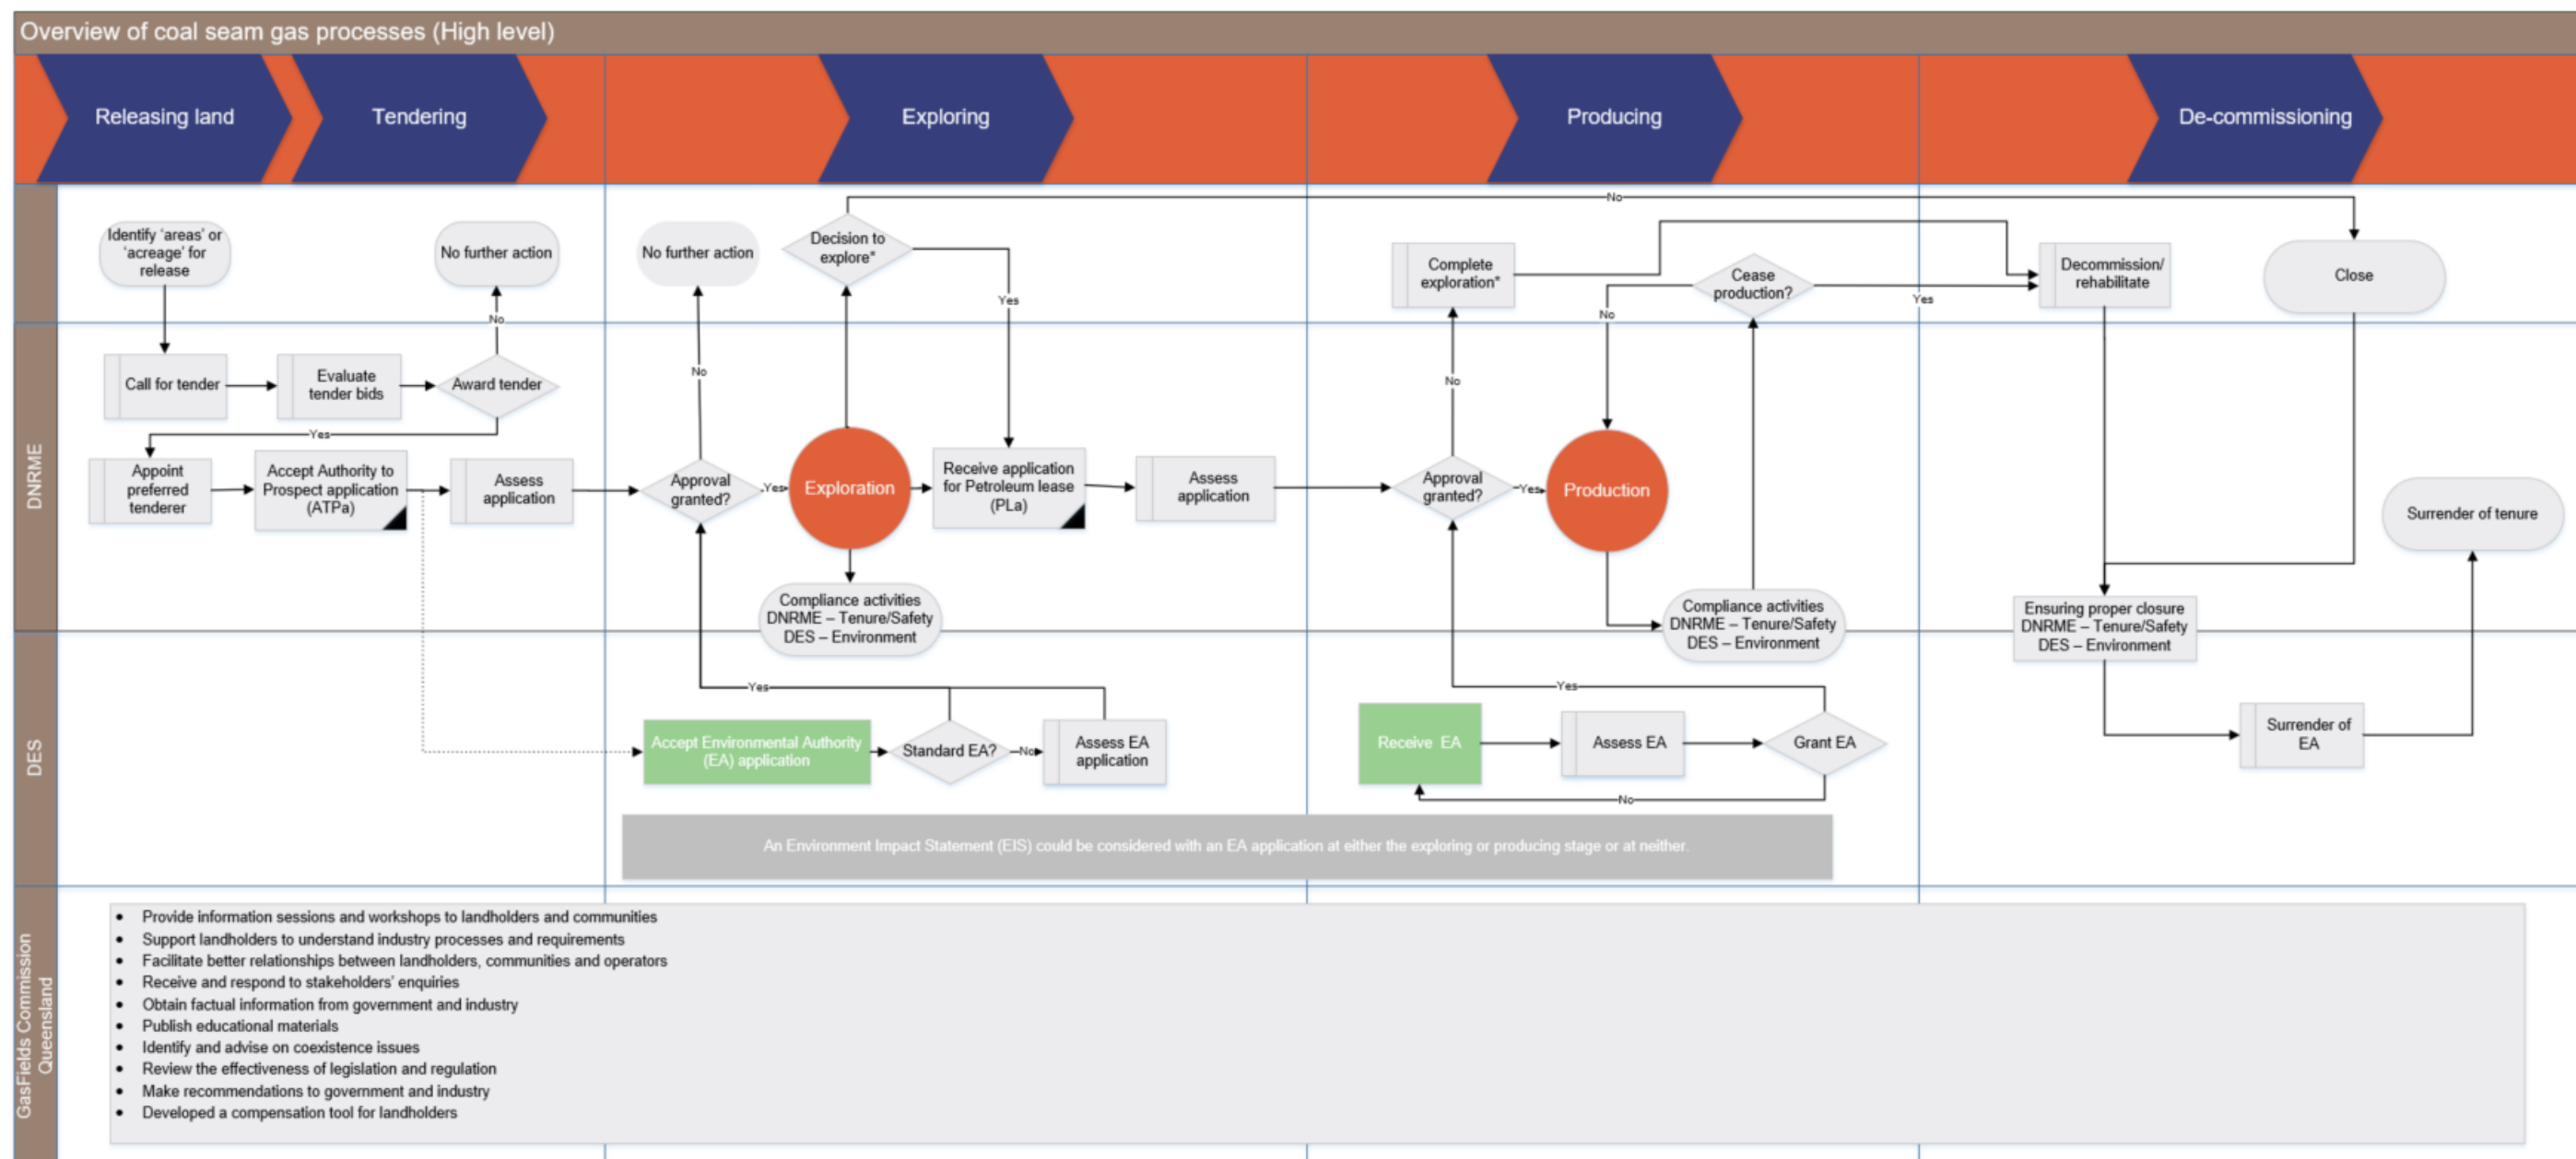 Overview of coal seam gas processes (High level)
Releasing land
Tendering
Exploring
Producing
De-commissioning
Identify ‘areas’ or
‘acreage’ for
release
No further action
No further action
Decision to
explore*
No
Complete
exploration*
Cease
production?
Decommission/
rehabilitate
Close
Yes
No
Yes
No
DNRME
Call for tender
Evaluate
tender bids
Award tender
No
No
Yes
Appoint
preferred
tenderer
Accept Authority to
Prospect application
(ATPa)
Assess
application
Approval
granted?
Yes
Exploration
Receive application
for Petroleum lease
(PLa)
Assess
application
Approval
granted?
Yes
Production
Surrender of tenure
Compliance activities
DNRME – Tenure/Safety
DES – Environment
Compliance activities
DNRME – Tenure/Safety
DES – Environment
Ensuring proper closure
DNRME – Tenure/Safety
DES – Environment
DES
Yes
Accept Environmental Authority
(EA) application
Standard EA?
No
Assess EA
application
Yes
Receive EA
Assess EA
Grant EA
No
Surrender of
EA
An Environment Impact Statement (EIS) could be considered with an EA application at either the exploring or producing stage or at neither.
GasFields Commission
Queensland
• Provide information sessions and workshops to landholders and communities
• Support landholders to understand industry processes and requirements
• Facilitate better relationships between landholders, communities and operators
• Receive and respond to stakeholders’ enquiries
• Obtain factual information from government and industry
• Publish educational materials
• Identify and advise on coexistence issues
• Review the effectiveness of legislation and regulation
• Make recommendations to government and industry
• Developed a compensation tool for landholders